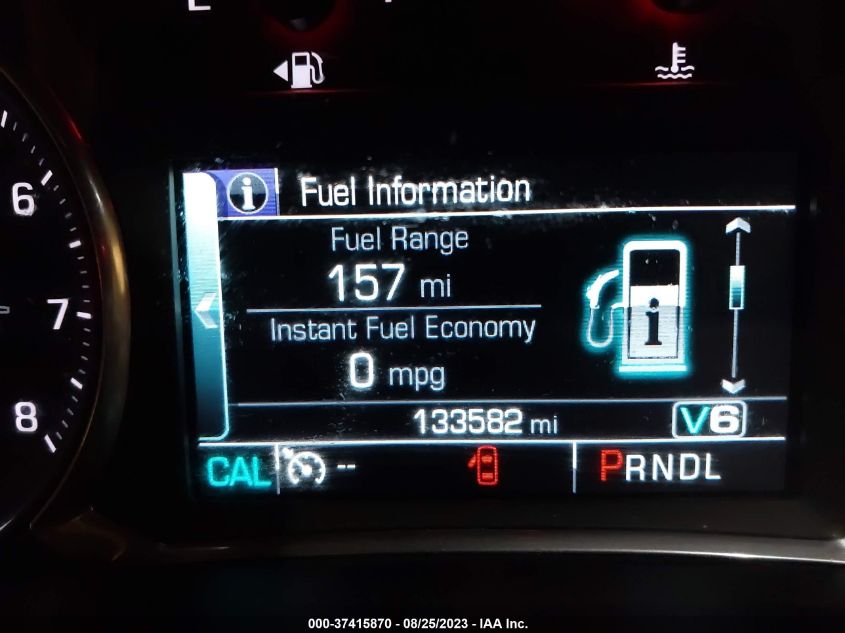 E
6
7
8
i Fuel Information
Fuel Range
157 mi
Instant Fuel Economy
0 mpg
i
133582 mi V6
CAL -- PRNDL
000-37415870 - 08/25/2023 - IAA Inc.